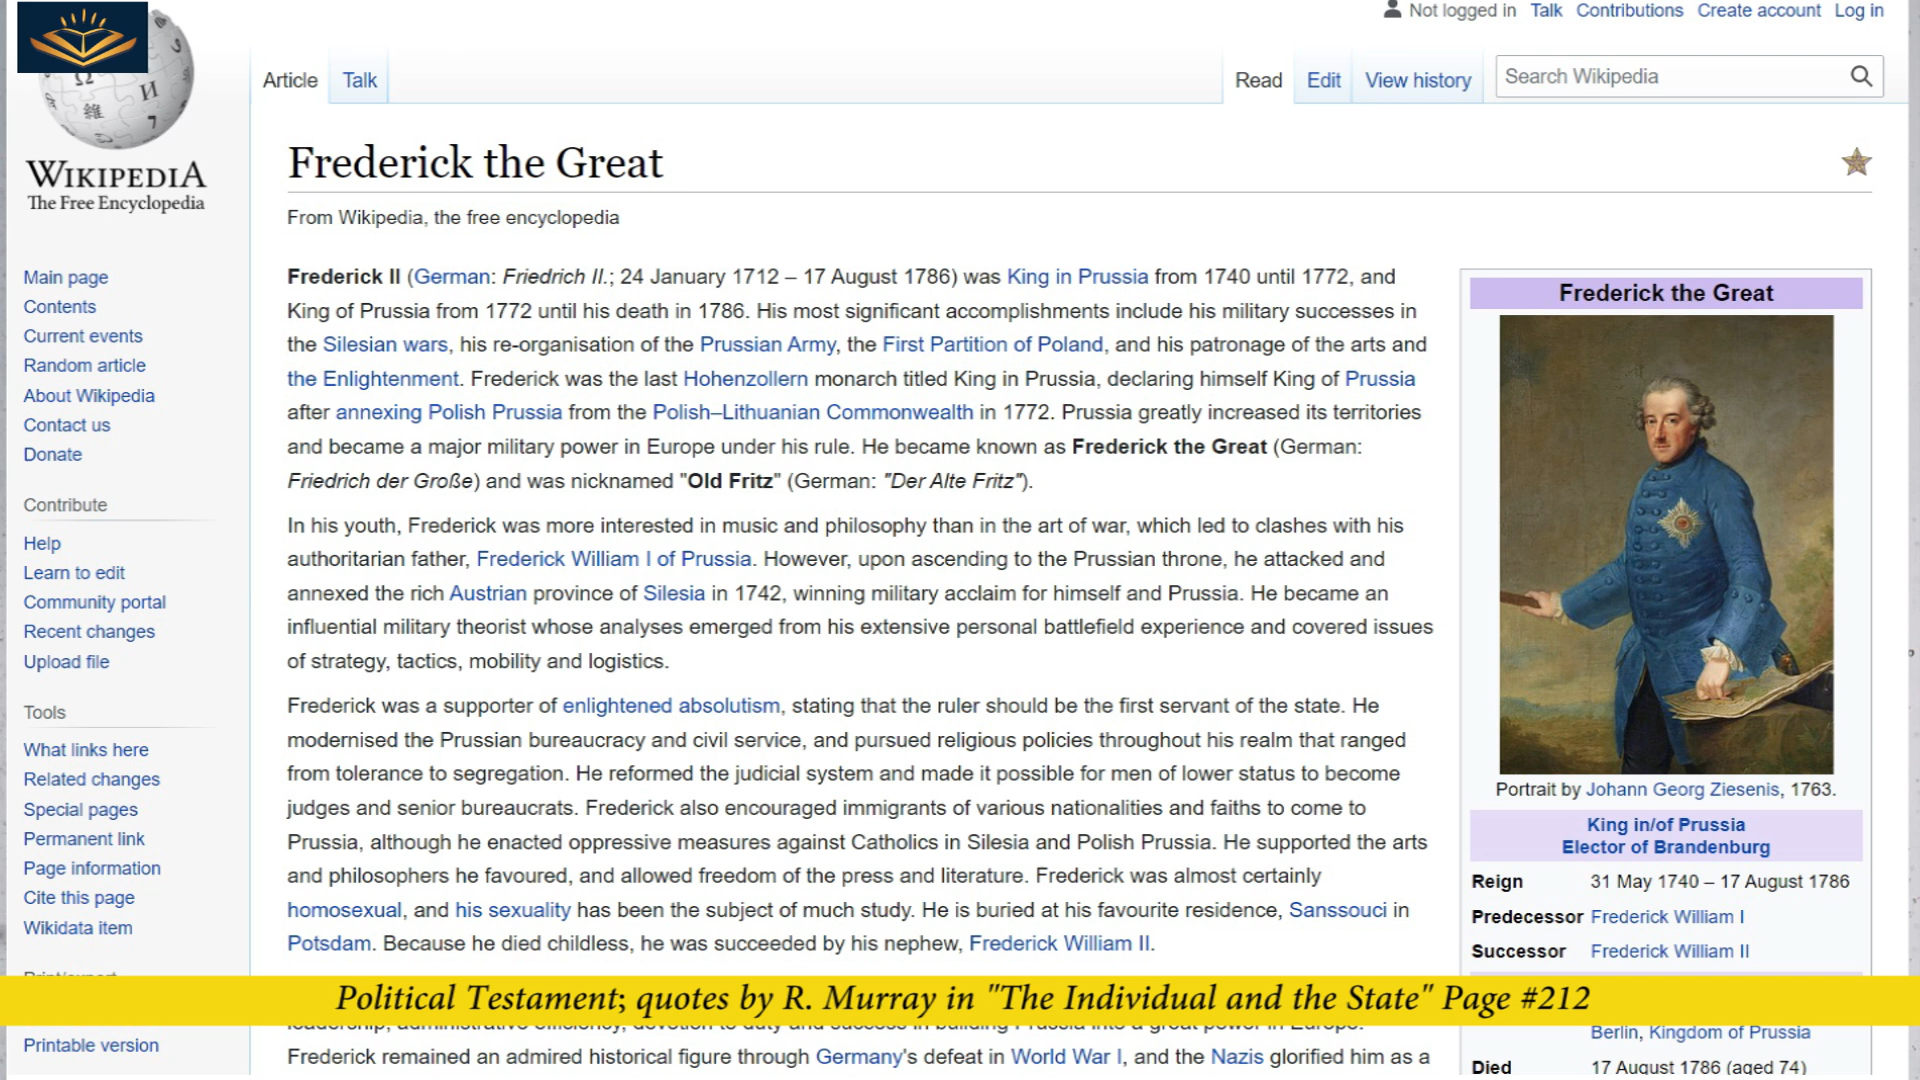 Not logged in Talk Contributions Create account Log in
Article Talk Read Edit View history Search Wikipedia
WIKIPEDIA
The Free Encyclopedia
Main page
Contents
Current events
Random article
About Wikipedia
Contact us
Donate
Contribute
Help
Learn to edit
Community portal
Recent changes
Upload file
Tools
What links here
Related changes
Special pages
Permanent link
Page information
Cite this page
Wikidata item
Print/export
Printable version
Frederick the Great
From Wikipedia, the free encyclopedia
Frederick II (German: Friedrich II.; 24 January 1712 – 17 August 1786) was King in Prussia from 1740 until 1772, and
King of Prussia from 1772 until his death in 1786. His most significant accomplishments include his military successes in
the Silesian wars, his re-organisation of the Prussian Army, the First Partition of Poland, and his patronage of the arts and
the Enlightenment. Frederick was the last Hohenzollern monarch titled King in Prussia, declaring himself King of Prussia
after annexing Polish Prussia from the Polish–Lithuanian Commonwealth in 1772. Prussia greatly increased its territories
and became a major military power in Europe under his rule. He became known as Frederick the Great (German:
Friedrich der Große) and was nicknamed "Old Fritz" (German: "Der Alte Fritz").
In his youth, Frederick was more interested in music and philosophy than in the art of war, which led to clashes with his
authoritarian father, Frederick William I of Prussia. However, upon ascending to the Prussian throne, he attacked and
annexed the rich Austrian province of Silesia in 1742, winning military acclaim for himself and Prussia. He became an
influential military theorist whose analyses emerged from his extensive personal battlefield experience and covered issues
of strategy, tactics, mobility and logistics.
Frederick was a supporter of enlightened absolutism, stating that the ruler should be the first servant of the state. He
modernised the Prussian bureaucracy and civil service, and pursued religious policies throughout his realm that ranged
from tolerance to segregation. He reformed the judicial system and made it possible for men of lower status to become
judges and senior bureaucrats. Frederick also encouraged immigrants of various nationalities and faiths to come to
Prussia, although he enacted oppressive measures against Catholics in Silesia and Polish Prussia. He supported the arts
and philosophers he favoured, and allowed freedom of the press and literature. Frederick was almost certainly
homosexual, and his sexuality has been the subject of much study. He is buried at his favourite residence, Sanssouci in
Potsdam. Because he died childless, he was succeeded by his nephew, Frederick William II.
Political Testament; quotes by R. Murray in "The Individual and the State" Page #212
leadership, administrative efficiency, devotion to duty and success in building Prussia into a great power in Europe.
Frederick remained an admired historical figure through Germany's defeat in World War I, and the Nazis glorified him as a
Frederick the Great
Portrait by Johann Georg Ziesenis, 1763.
King in/of Prussia
Elector of Brandenburg
Reign 31 May 1740 – 17 August 1786
Predecessor Frederick William I
Successor Frederick William II
Berlin, Kingdom of Prussia
Died 17 August 1786 (aged 74)